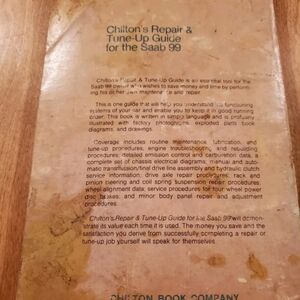 Chilton's Repair &
Tune-Up Guide
for the Saab 99
Chilton's Repair & Tune-Up Guide is an essential tool for the
Saab 99 owner who wishes to save money and time by perform-
ing his or her own maintenance and repair.
This is one guide that will help you understand the functioning
systems of your car and enable you to keep it in good running
order. This book is written in simple language and is profusely
illustrated with factory photographs, exploded parts book
diagrams, and drawings.
Coverage includes routine maintenance, lubrication, and
tune-up procedures, engine troubleshooting, and rebuilding
procedures; detailed emission control and carburetion data, a
complete set of chassis electrical diagrams; manual and auto-
matic transmission/final drive line assembly and hydraulic clutch
service information; drive axle repair procedures; rack and
pinion steering and coil spring suspension repair procedures;
wheel alignment data; service procedures for four wheel power
disc brakes; and minor body panel repair and adjustment
procedures.
Chilton's Repair & Tune-Up Guide for the Saab 99 will demon-
strate its value each time it is used. The money you save and the
satisfaction you derive from successfully completing a repair or
tune-up job yourself will speak for themselves.
CHILTON BOOK COMPANY